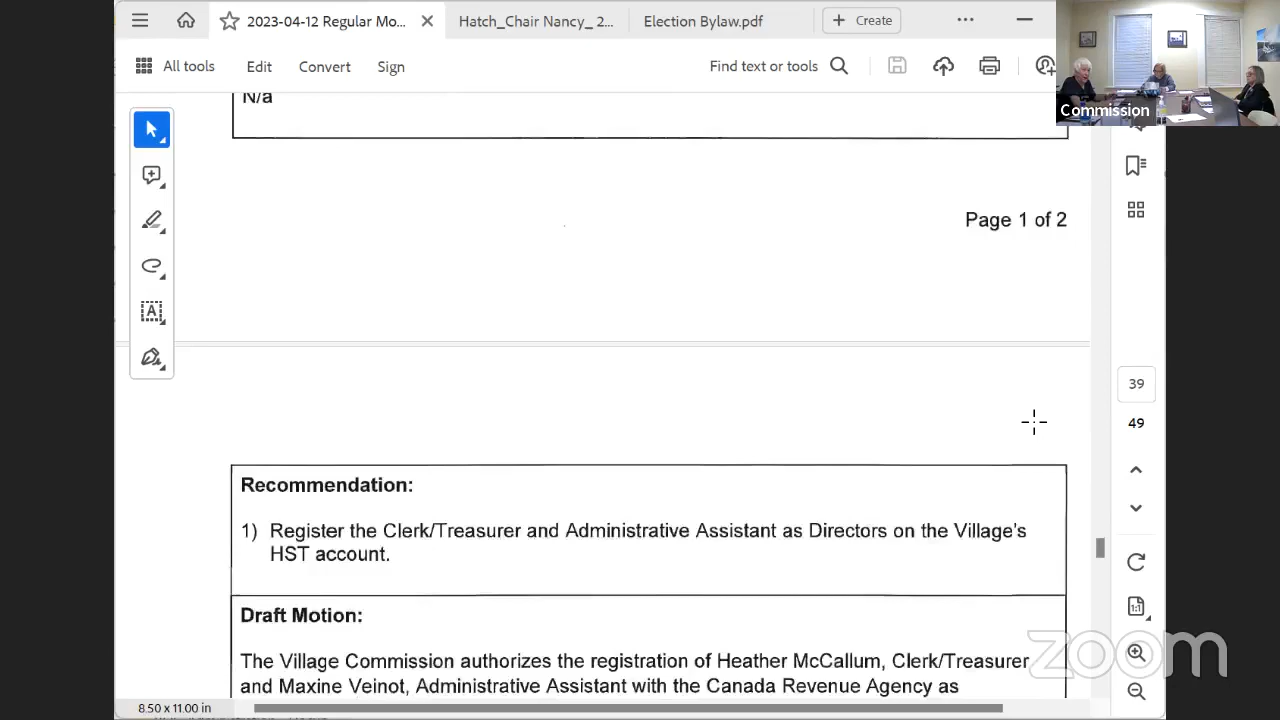 2023-04-12 Regular Mo...
Hatch_Chair Nancy_ 2...
Election Bylaw.pdf
Create
All tools
Edit
Convert
Sign
Find text or tools
N/a
Commission
Page 1 of 2
39
49
Recommendation:
1) Register the Clerk/Treasurer and Administrative Assistant as Directors on the Village's
HST account.
Draft Motion:
The Village Commission authorizes the registration of Heather McCallum, Clerk/Treasurer
and Maxine Veinot, Administrative Assistant with the Canada Revenue Agency as
zoom
1:1
8.50 x 11.00 in